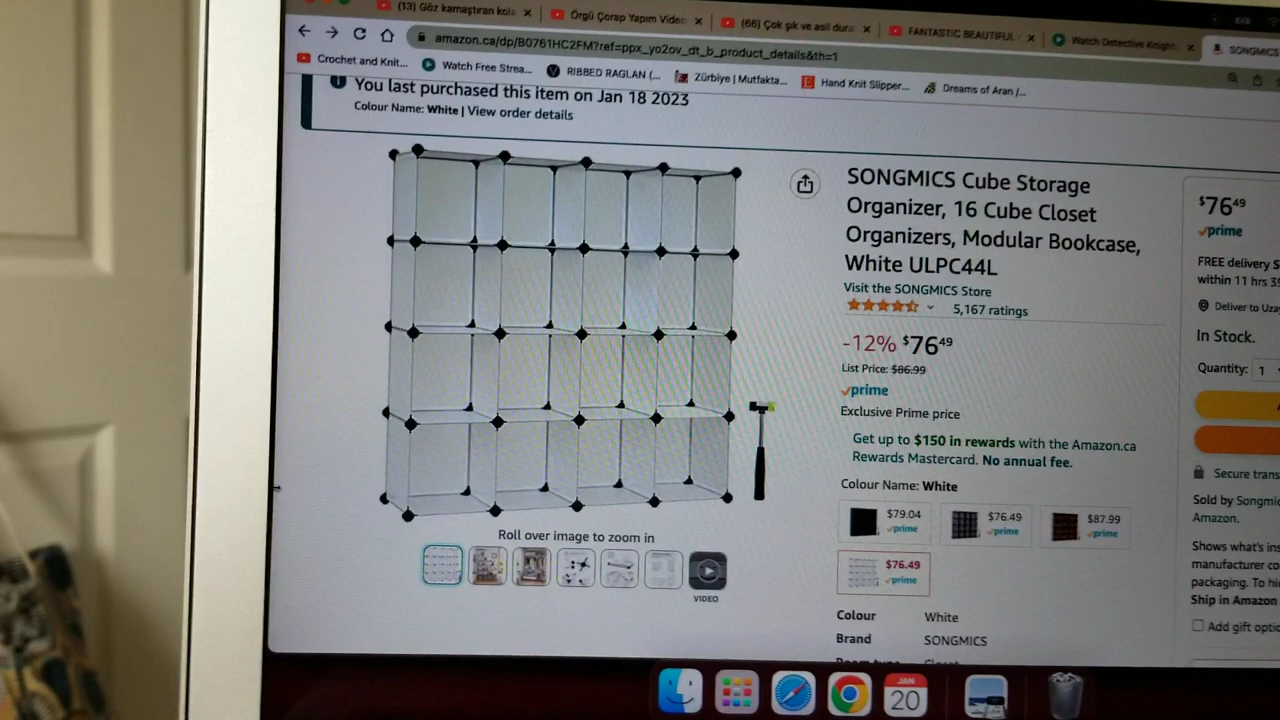 (13) Göz kamaştıran kola
Örgü Çorap Yapım Video
(66) Çok şık ve asil duru
FANTASTIC BEAUTIFUL
Watch Detective Knight
SONGMICS
amazon.ca/dp/B0761HC2FM?ref=ppx_yo2ov_dt_b_product_details&th=1
Crochet and Knit...
Watch Free Strea...
RIBBED RAGLAN (...
Zürbiye | Mutfakta...
Hand Knit Slipper...
Dreams of Aran /...
You last purchased this item on Jan 18 2023
Colour Name: White | View order details
SONGMICS Cube Storage
Organizer, 16 Cube Closet
Organizers, Modular Bookcase,
White ULPC44L
Visit the SONGMICS Store
5,167 ratings
-12% $76 49
List Price: $86.99
prime
Exclusive Prime price
Get up to $150 in rewards with the Amazon.ca
Rewards Mastercard. No annual fee.
Colour Name: White
$79.04
prime
$76.49
prime
$87.99
prime
$76.49
prime
Colour White
Brand SONGMICS
Roll over image to zoom in
VIDEO
$76 49
prime
FREE delivery
within 11 hrs
Deliver to
In Stock.
Quantity: 1
Secure
Sold by
Amazon.
Shows what's
manufacturer
packaging. To
Ship in Amazon
Add gift
JAN
20